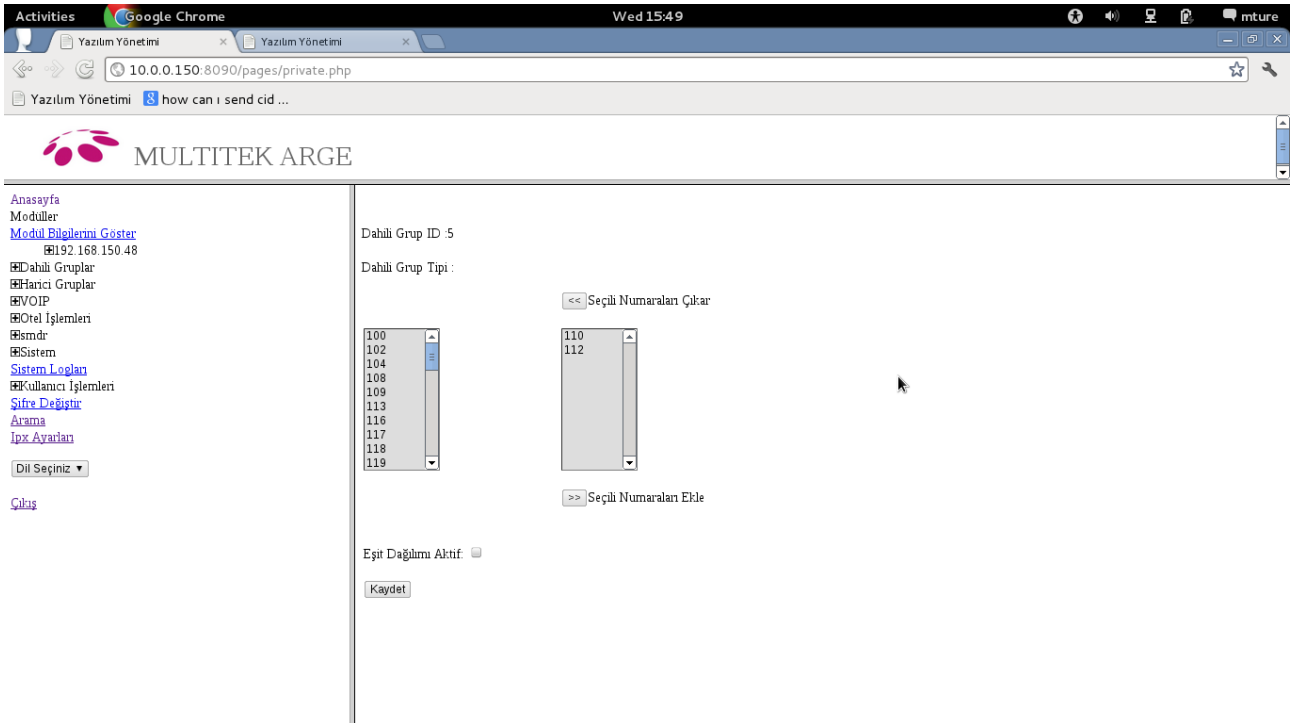 Activities Google Chrome Wed 15:49 mture
Yazılım Yönetimi × Yazılım Yönetimi ×
10.0.0.150:8090/pages/private.php
Yazılım Yönetimi 8 how can ı send cid ...
MULTITEK ARGE
Anasayfa
Modüller
Modül Bilgilerini Göster
192.168.150.48
Dahili Gruplar
Harici Gruplar
VOIP
Otel İşlemleri
smdr
Sistem
Sistem Logları
Kullanıcı İşlemleri
Şifre Değiştir
Arama
Ipx Ayarları
Dil Seçiniz ▼
Çıkış
Dahili Grup ID :5
Dahili Grup Tipi :
<< Seçili Numaraları Çıkar
100
102
104
108
109
113
116
117
118
119
110
112
>> Seçili Numaraları Ekle
Eşit Dağılımı Aktif:
Kaydet